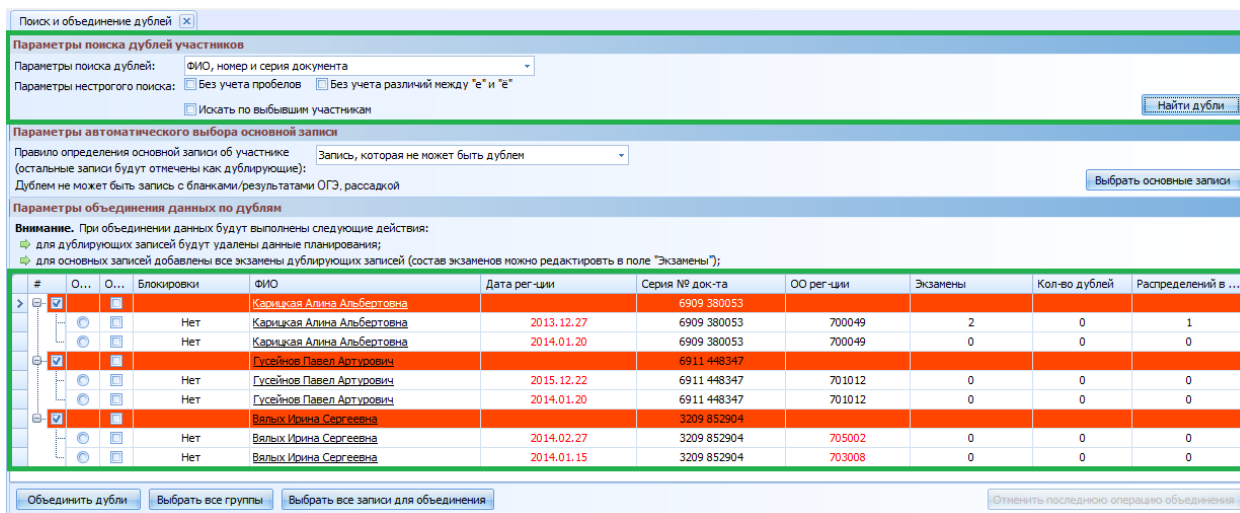 Поиск и объединение дублей
Параметры поиска дублей участников
Параметры поиска дублей: ФИО, номер и серия документа
Параметры нестрогого поиска: Без учета пробелов Без учета различий между "е" и "ё"
Искать по выбывшим участникам Найти дубли
Параметры автоматического выбора основной записи
Правило определения основной записи об участнике Запись, которая не может быть дублем
(остальные записи будут отмечены как дублирующие):
Дублем не может быть запись с бланками/результатами ОГЭ, рассадкой Выбрать основные записи
Параметры объединения данных по дублям
Внимание. При объединении данных будут выполнены следующие действия:
для дублирующих записей будут удалены данные планирования;
для основных записей добавлены все экзамены дублирующих записей (состав экзаменов можно редактировть в поле "Экзамены");
# О... О... Блокировки ФИО Дата рег-ции Серия № док-та ОО рег-ции Экзамены Кол-во дублей Распределений в ...
Карицкая Алина Альбертовна 6909 380053
Нет Карицкая Алина Альбертовна 2013.12.27 6909 380053 700049 2 0 1
Нет Карицкая Алина Альбертовна 2014.01.20 6909 380053 700049 0 0 0
Гусейнов Павел Артурович 6911 448347
Нет Гусейнов Павел Артурович 2015.12.22 6911 448347 701012 0 0 0
Нет Гусейнов Павел Артурович 2014.01.20 6911 448347 701012 0 0 0
Вялых Ирина Сергеевна 3209 852904
Нет Вялых Ирина Сергеевна 2014.02.27 3209 852904 705002 0 0 0
Нет Вялых Ирина Сергеевна 2014.01.15 3209 852904 703008 0 0 0
Объединить дубли Выбрать все группы Выбрать все записи для объединения Отменить последнюю операцию объединения